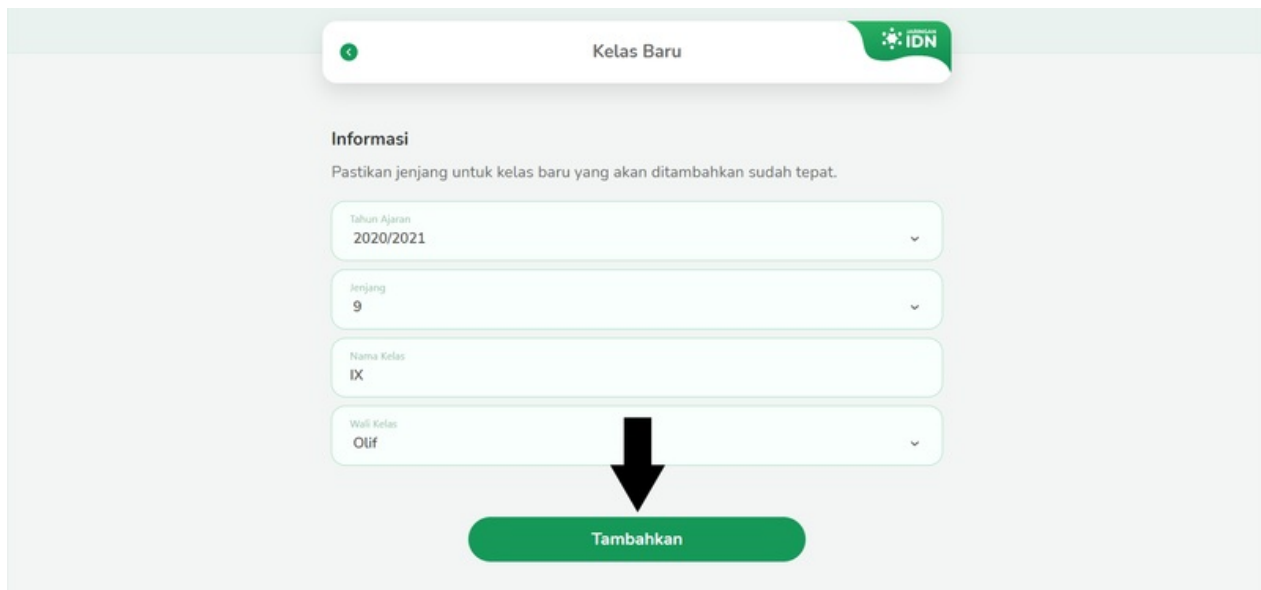 Kelas Baru
JARINGAN
IDN
Informasi
Pastikan jenjang untuk kelas baru yang akan ditambahkan sudah tepat.
Tahun Ajaran
2020/2021
Jenjang
9
Nama Kelas
IX
Wali Kelas
Olif
Tambahkan